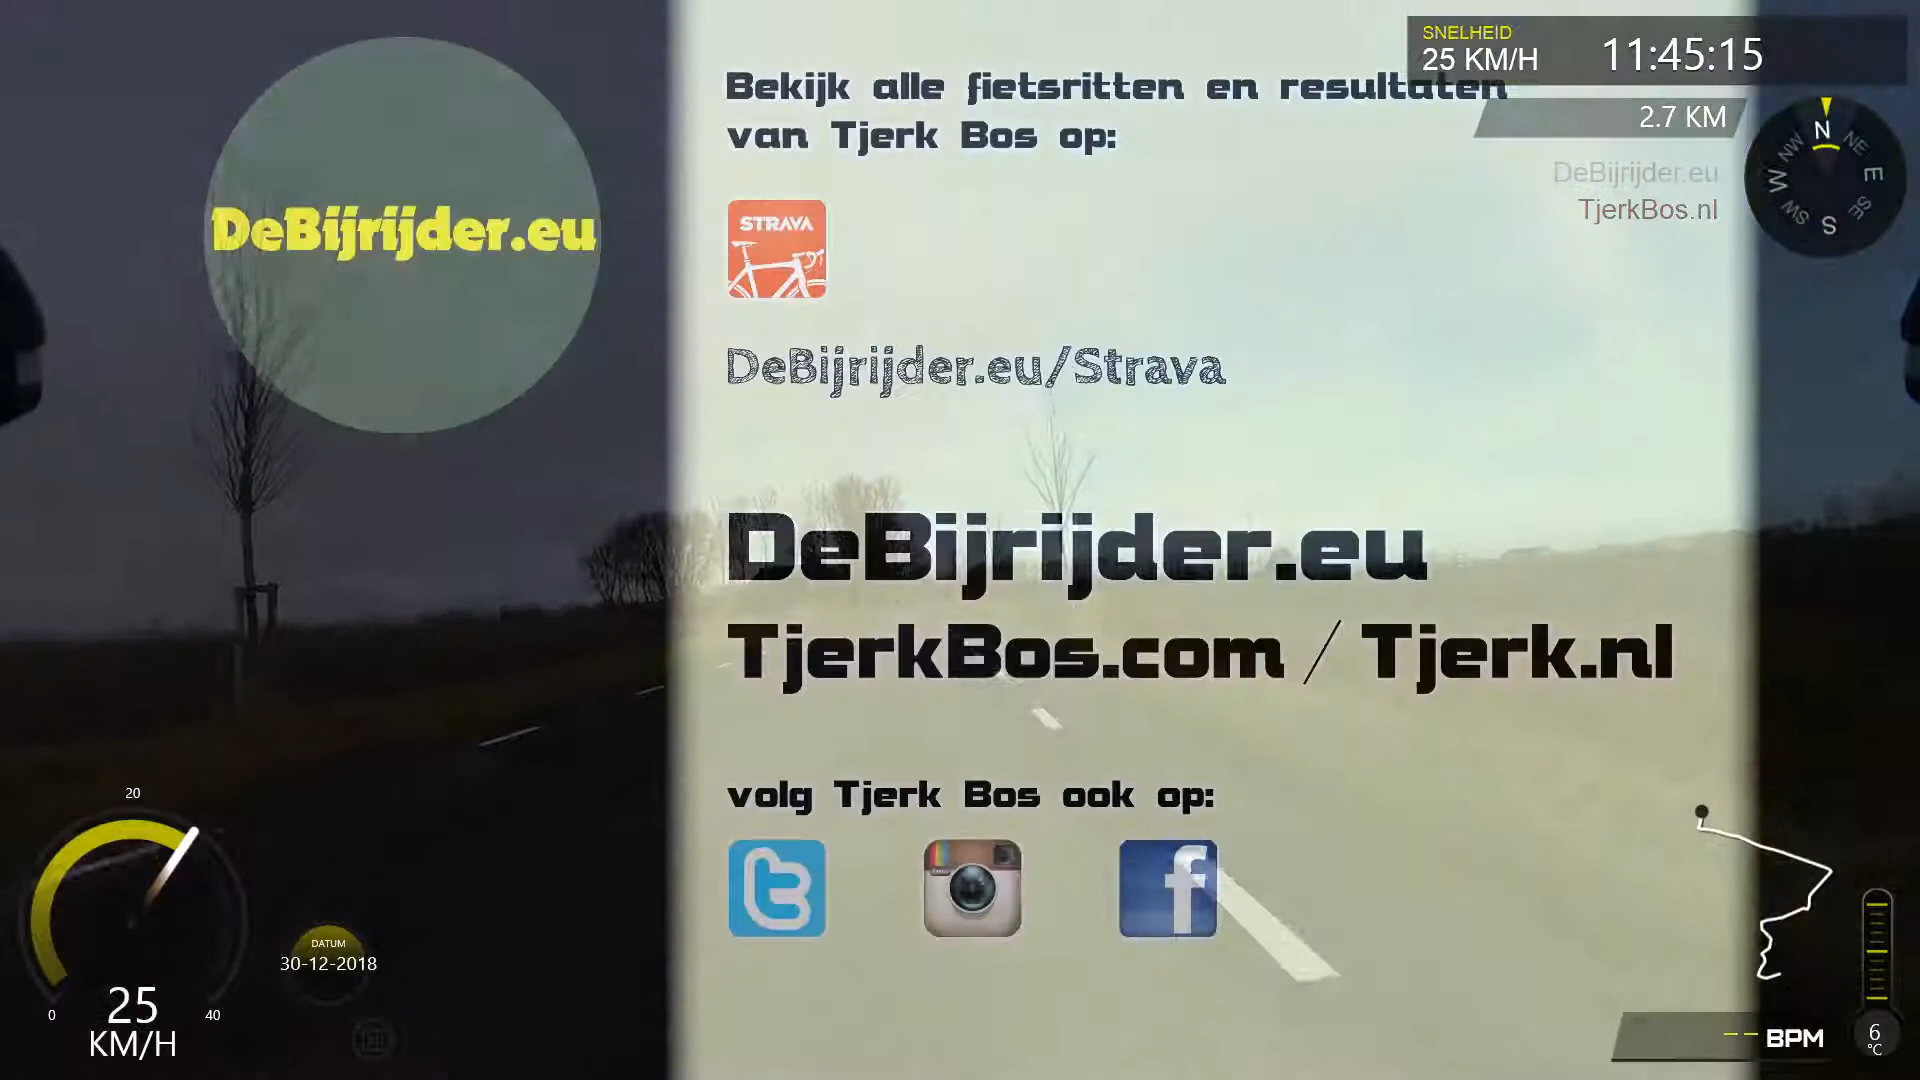 SNELHEID
25 KM/H
11:45:15
2.7 KM
DeBijrijder.eu
TjerkBos.nl
N
NE
E
SE
S
SW
W
NW
DeBijrijder.eu
Bekijk alle fietsritten en resultaten
van Tjerk Bos op:
STRAVA
DeBijrijder.eu/Strava
DeBijrijder.eu
TjerkBos.com / Tjerk.nl
volg Tjerk Bos ook op:
20
0
40
25
KM/H
DATUM
30-12-2018
-- BPM
6
°C